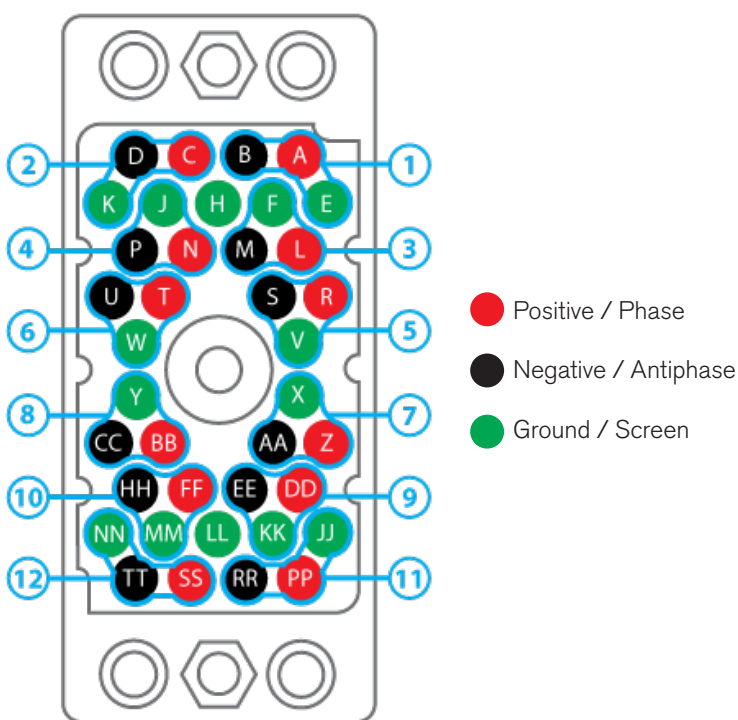 D C B A
2 1
K J H F E
4 P N M L 3
U T S R
6 W V 5
8 Y X 7
CC BB AA Z
10 HH FF EE DD 9
NN MM LL KK JJ
12 TT SS RR PP 11
Positive / Phase
Negative / Antiphase
Ground / Screen